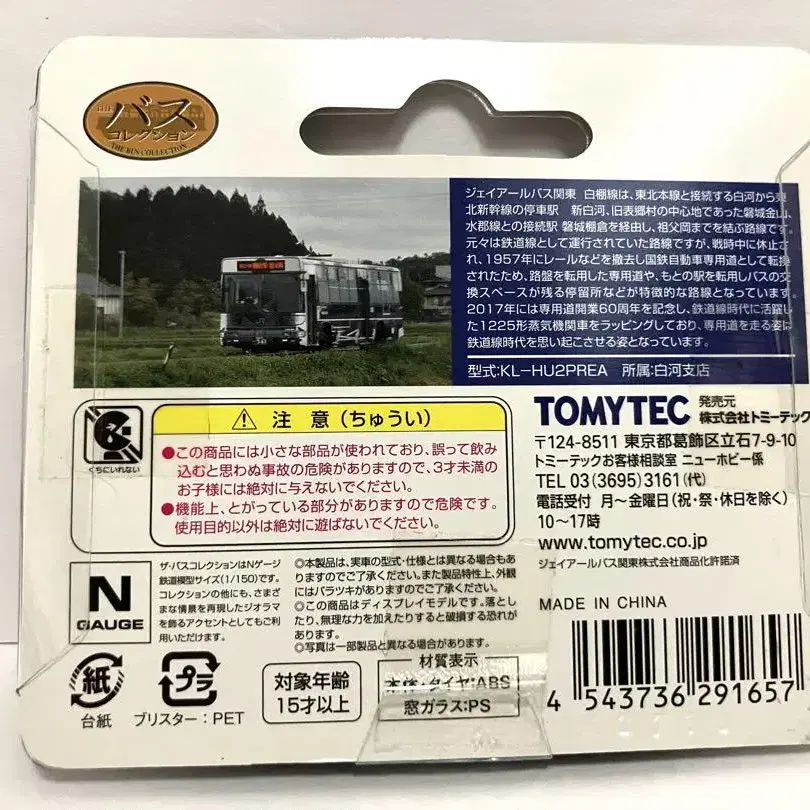 THE
バス
コレクション
THE BUS COLLECTION
ジェイアールバス関東 白棚線は、東北本線と接続する白河から東
北新幹線の停車駅 新白河、旧表郷村の中心地であった磐城金山、
水郡線との接続駅 磐城棚倉を経由し、祖父岡までを結ぶ路線です。
元々は鉄道線として運行されていた路線ですが、戦時中に休止さ
れ、1957年にレールなどを撤去し国鉄自動車専用道として転換
されたため、路盤を転用した専用道や、もとの駅を転用しバスの交
換スペースが残る停留所などが特徴的な路線となっています。
2017年には専用道開業60周年を記念し、鉄道線時代に活躍し
た1225形蒸気機関車をラッピングしており、専用道を走る姿は
鉄道線時代を思い起こさせる姿となっています。
型式:KL-HU2PREA 所属:白河支店
くちにいれない
注 意 (ちゅうい)
●この商品には小さな部品が使われており、誤って飲み
込むと思わぬ事故の危険がありますので、3才未満の
お子様には絶対に与えないでください。
●機能上、とがっている部分がありますので危険です。
使用目的以外は絶対に遊ばないでください。
TOMYTEC 発売元
株式会社トミーテック
〒124-8511 東京都葛飾区立石7-9-10
トミーテックお客様相談室 ニューホビー係
TEL 03(3695)3161(代)
電話受付 月～金曜日(祝・祭・休日を除く)
10～17時
www.tomytec.co.jp
ジェイアールバス関東株式会社商品化許諾済
MADE IN CHINA
N
GAUGE
ザ・バスコレクションはNゲージ
鉄道模型サイズ(1/150)です。
コレクションの他にも、さまざ
まな情景を再現したジオラマ
を飾るアクセントとしてもご利
用いただけます。
◎本製品は、実車の型式・仕様とは異なる場合もあ
りますのでご了承ください。また製品特性上、外観
にはバラツキがありますのでご了承ください。
◎この商品はディスプレイモデルです。落とし
たり、無理な力を加えたりすると破損する恐れが
あります。
◎写真は一部製品と異なる場合があります。
紙
台紙
プラ
ブリスター:PET
対象年齢
15才以上
材質表示
本体・タイヤ:ABS
窓ガラス:PS
4 543736 291657